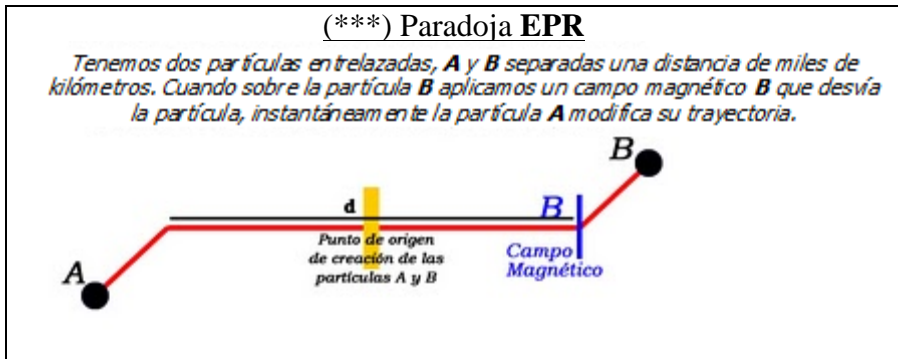 (***) Paradoja EPR
Tenemos dos partículas entrelazadas, A y B separadas una distancia de miles de
kilómetros. Cuando sobre la partícula B aplicamos un campo magnético B que desvía
la partícula, instantáneamente la partícula A modifica su trayectoria.
B
d
B
Punto de origen
de creación de las
partículas A y B
Campo
Magnético
A